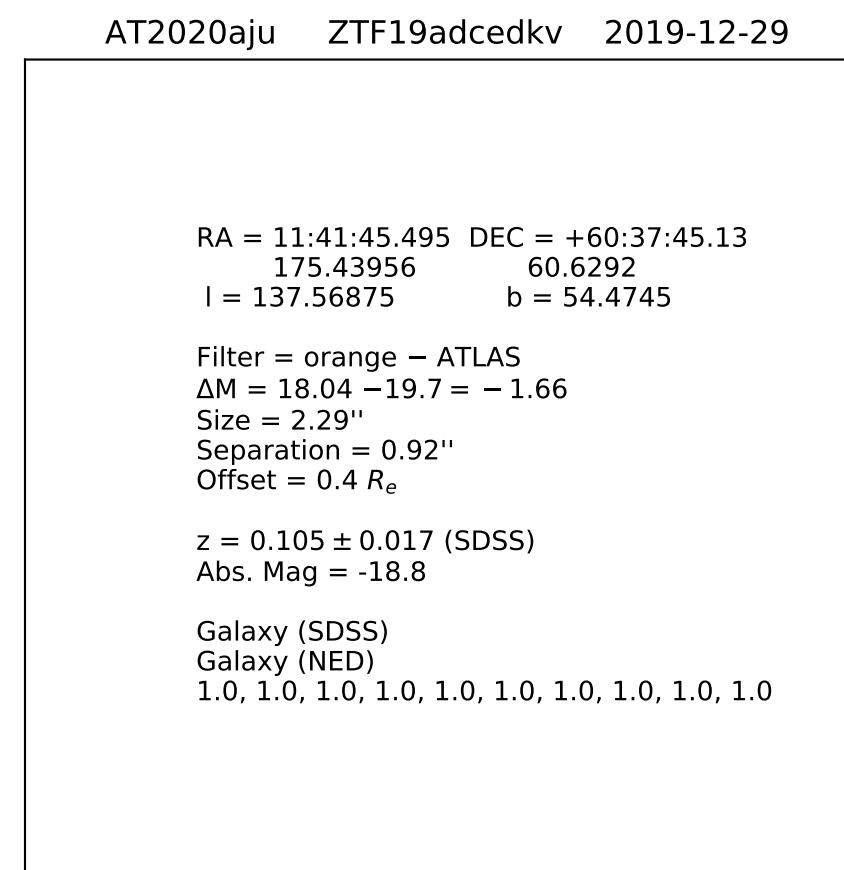 AT2020aju ZTF19adcedkv 2019-12-29
RA = 11:41:45.495 DEC = +60:37:45.13
175.43956 60.6292
l = 137.56875 b = 54.4745
Filter = orange − ATLAS
ΔM = 18.04 −19.7 = − 1.66
Size = 2.29''
Separation = 0.92''
Offset = 0.4 Rₑ
z = 0.105 ± 0.017 (SDSS)
Abs. Mag = -18.8
Galaxy (SDSS)
Galaxy (NED)
1.0, 1.0, 1.0, 1.0, 1.0, 1.0, 1.0, 1.0, 1.0, 1.0